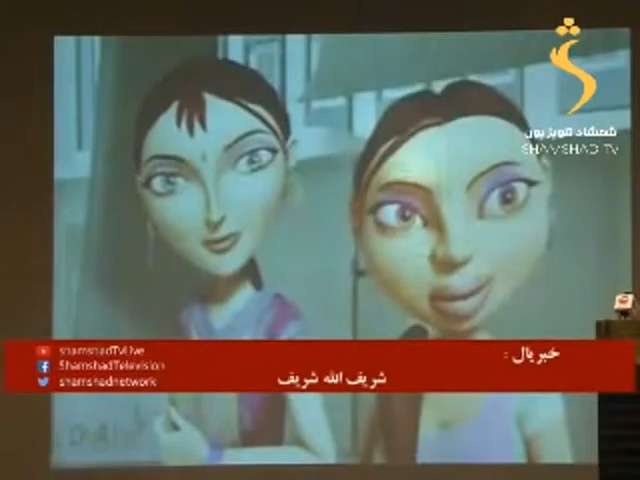 شمشاد تلویزیون
SHAMSHAD TV
خبریال :
شریف الله شریف
shamshadTvLive
ShamshadTelevision
shamshadnetwork